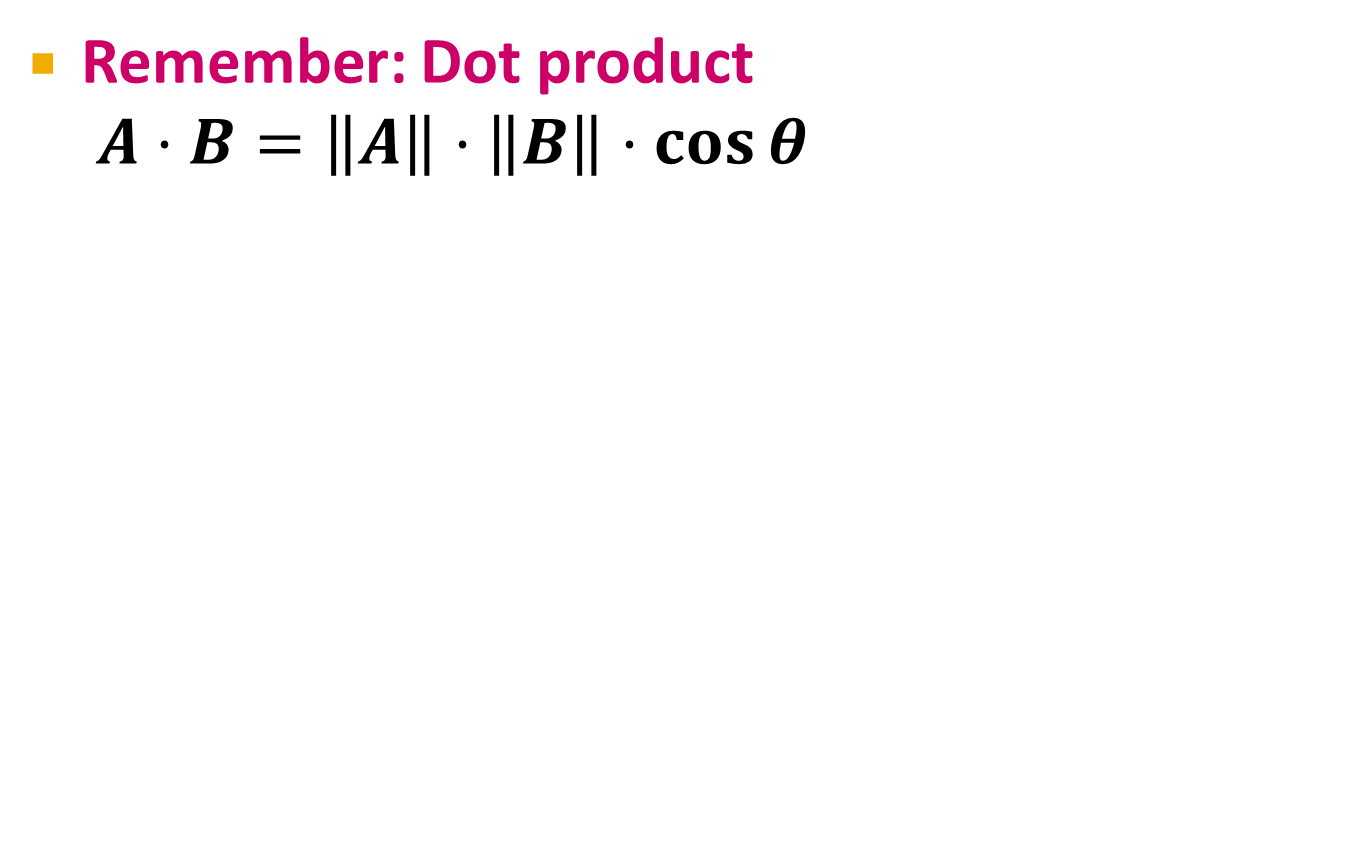 Remember: Dot product
A · B = ‖A‖ · ‖B‖ · cos θ